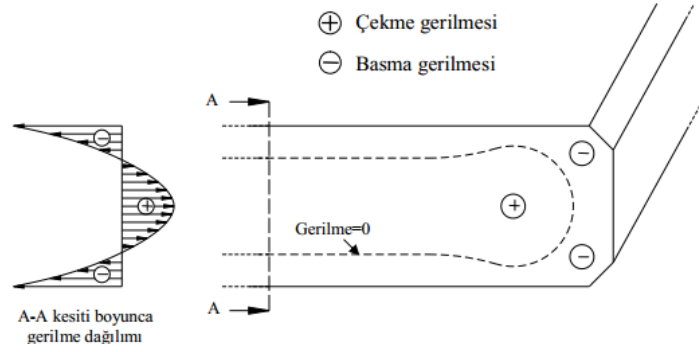 + Çekme gerilmesi
− Basma gerilmesi
A
−
+
−
−
+
−
Gerilme=0
A
A-A kesiti boyunca
gerilme dağılımı